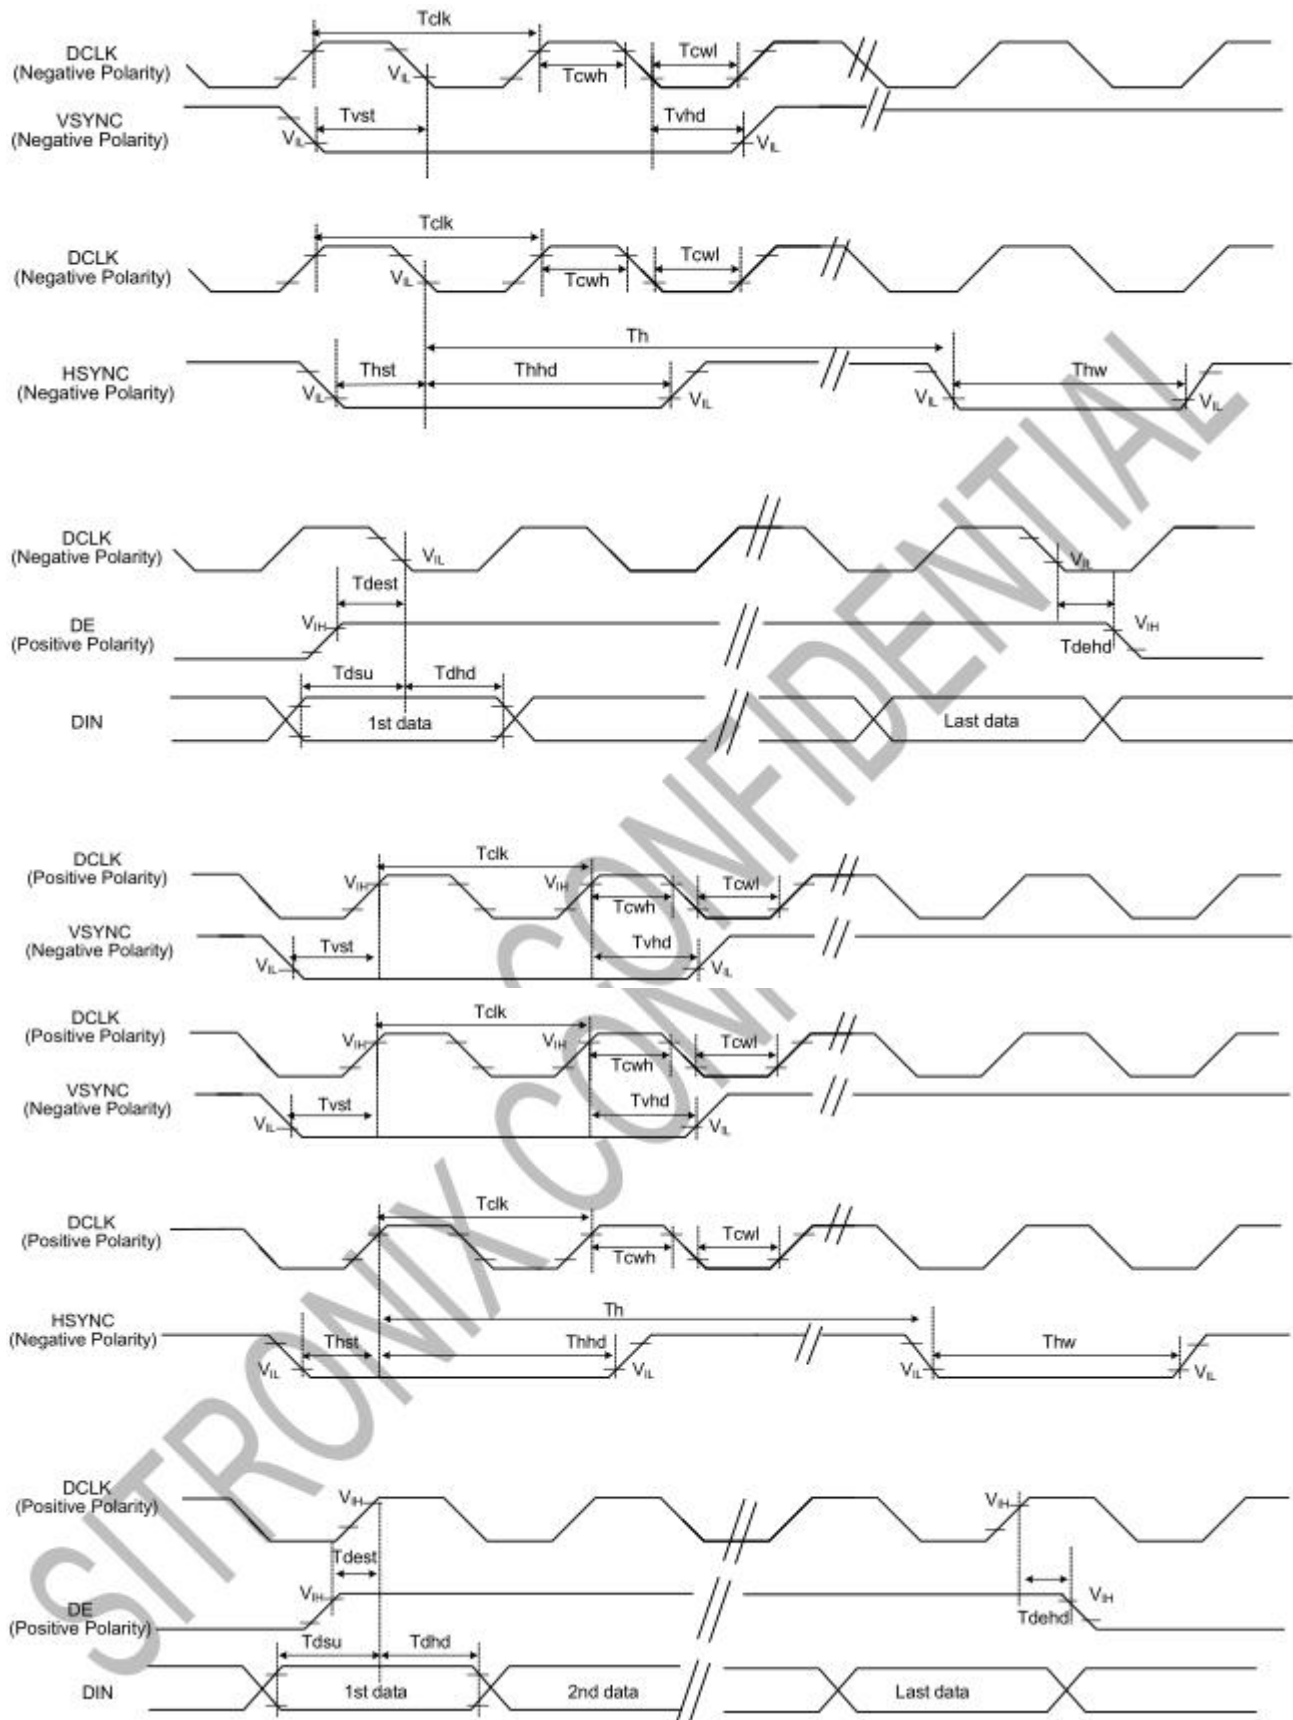 Tclk
DCLK
(Negative Polarity)
VIL
Tcwh
Tcwl
VSYNC
(Negative Polarity)
Tvst
Tvhd
VIL
VIL
Tclk
DCLK
(Negative Polarity)
VIL
Tcwh
Tcwl
Th
HSYNC
(Negative Polarity)
Thst
Thhd
Thw
VIL
VIL
VIL
VIL
DCLK
(Negative Polarity)
VIL
VIL
Tdest
DE
(Positive Polarity)
VIH
VIH
Tdehd
Tdsu
Tdhd
DIN
1st data
Last data
DCLK
(Positive Polarity)
Tclk
VIH
VIH
Tcwh
Tcwl
VSYNC
(Negative Polarity)
Tvst
Tvhd
VIL
VIL
DCLK
(Positive Polarity)
Tclk
VIH
VIH
Tcwh
Tcwl
VSYNC
(Negative Polarity)
Tvst
Tvhd
VIL
VIL
DCLK
(Positive Polarity)
Tclk
Tcwh
Tcwl
HSYNC
(Negative Polarity)
Th
Thst
Thhd
Thw
VIL
VIL
VIL
VIL
DCLK
(Positive Polarity)
VIH
VIH
Tdest
DE
(Positive Polarity)
VIH
VIH
Tdehd
Tdsu
Tdhd
DIN
1st data
2nd data
Last data
SITRONIX CONFIDENTIAL